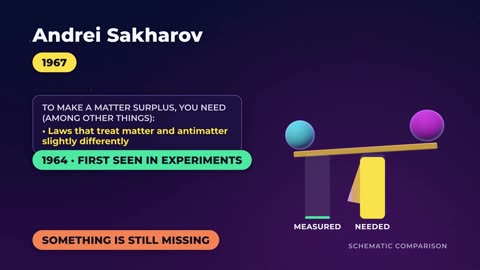 Andrei Sakharov
1967
TO MAKE A MATTER SURPLUS, YOU NEED
(AMONG OTHER THINGS):
• Laws that treat matter and antimatter
slightly differently
1964 • FIRST SEEN IN EXPERIMENTS
MEASURED
NEEDED
SOMETHING IS STILL MISSING
SCHEMATIC COMPARISON